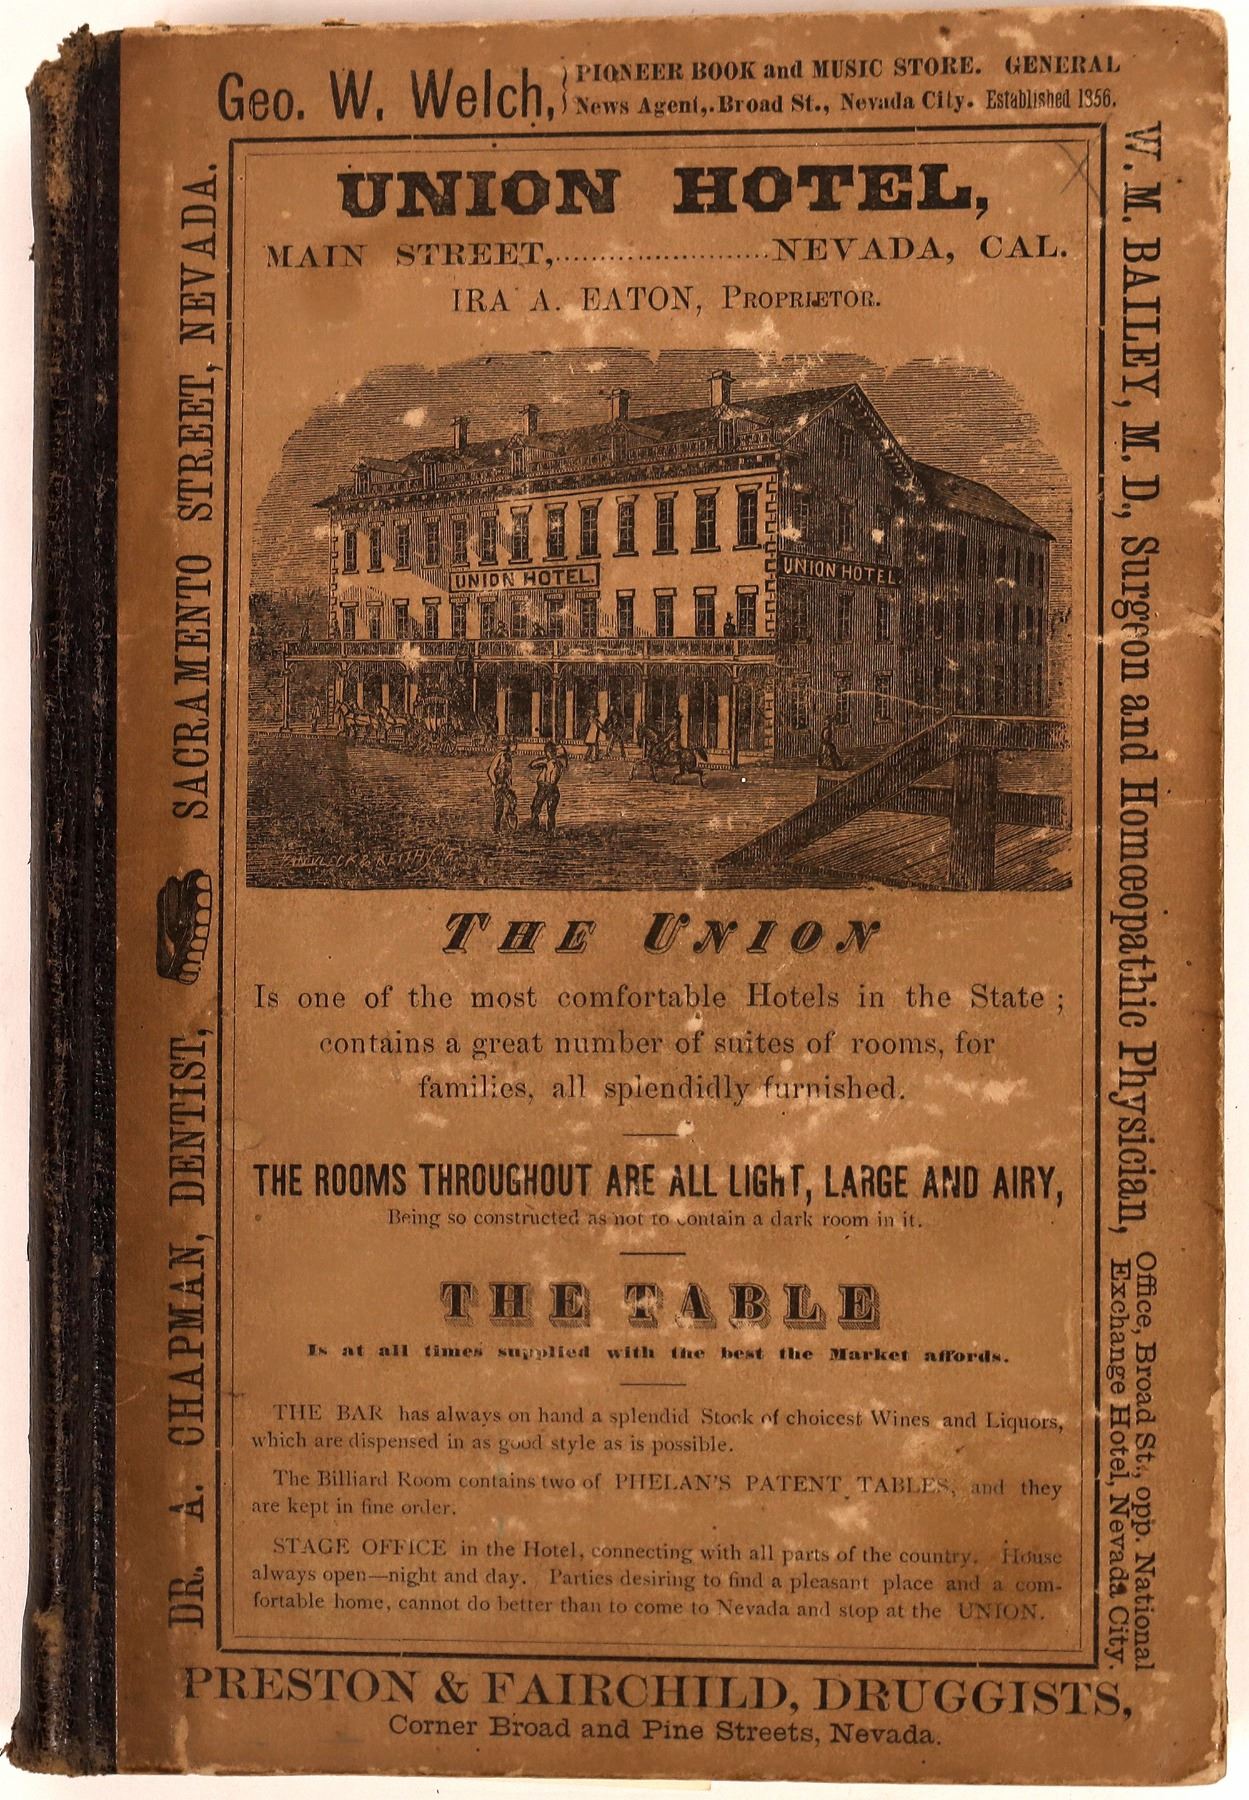 Geo. W. Welch,
PIONEER BOOK and MUSIC STORE. GENERAL
News Agent, Broad St., Nevada City. Established 1856.
UNION HOTEL,
MAIN STREET,........................NEVADA, CAL.
IRA A. EATON, PROPRIETOR.
UNION HOTEL.
UNION HOTEL.
THE UNION
Is one of the most comfortable Hotels in the State ;
contains a great number of suites of rooms, for
families, all splendidly furnished.
THE ROOMS THROUGHOUT ARE ALL LIGHT, LARGE AND AIRY,
Being so constructed as not to contain a dark room in it.
THE TABLE
Is at all times supplied with the best the Market affords.
THE BAR has always on hand a splendid Stock of choicest Wines and Liquors,
which are dispensed in as good style as is possible.
The Billiard Room contains two of PHELAN'S PATENT TABLES, and they
are kept in fine order.
STAGE OFFICE in the Hotel, connecting with all parts of the country. House
always open—night and day. Parties desiring to find a pleasant place and a com-
fortable home, cannot do better than to come to Nevada and stop at the UNION.
DR. A. CHAPMAN, DENTIST, SACRAMENTO STREET, NEVADA.
W. M. BAILEY, M. D., Surgeon and Homœopathic Physician,
Office, Broad St., opp. National
Exchange Hotel, Nevada City.
PRESTON & FAIRCHILD, DRUGGISTS,
Corner Broad and Pine Streets, Nevada.